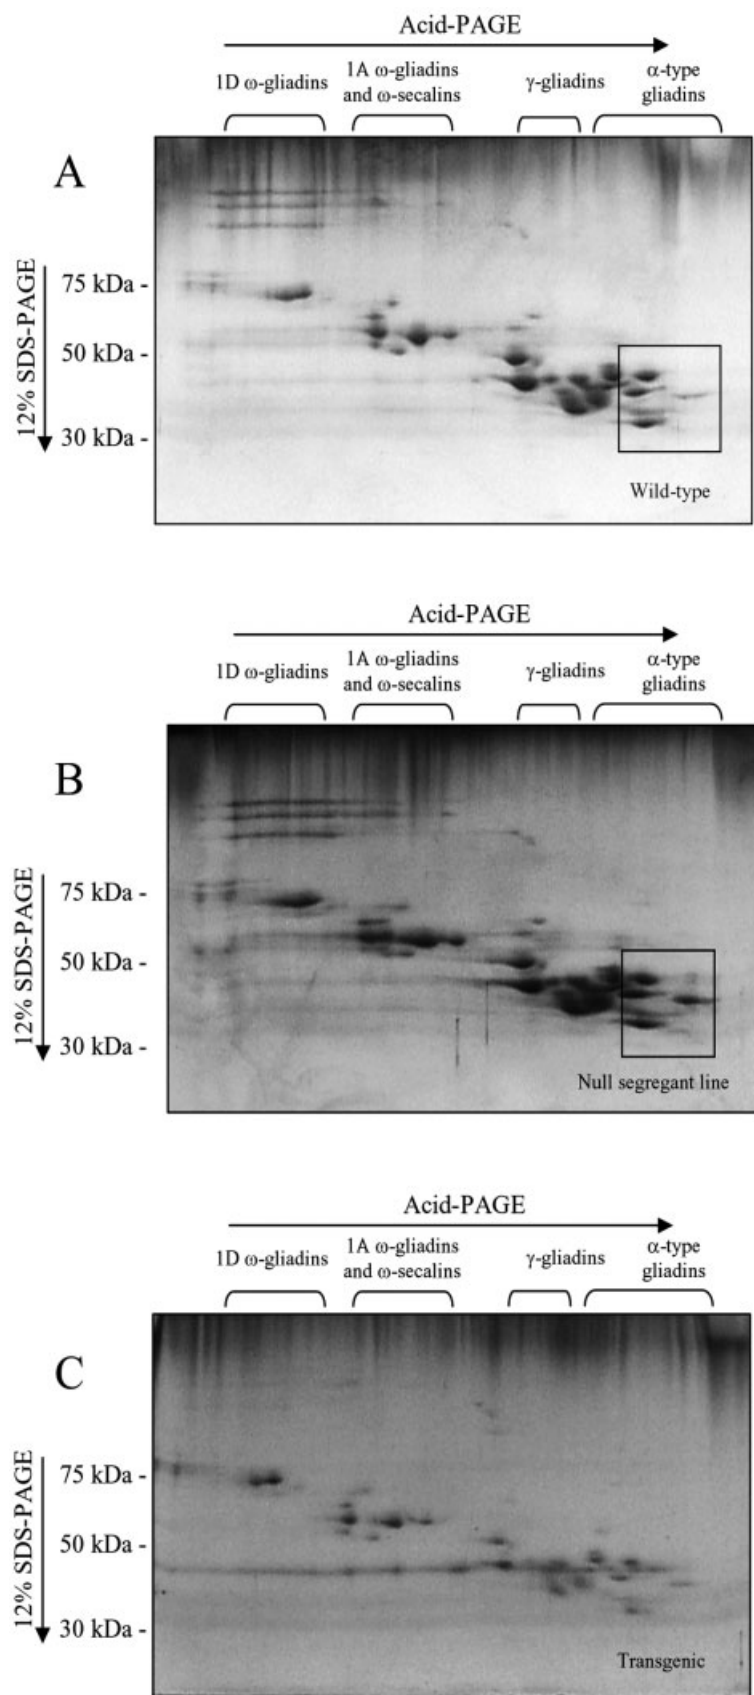 Acid-PAGE
1D ω-gliadins
1A ω-gliadins
and ω-secalins
γ-gliadins
α-type
gliadins
A
12% SDS-PAGE
75 kDa -
50 kDa -
30 kDa -
Wild-type
Acid-PAGE
1D ω-gliadins
1A ω-gliadins
and ω-secalins
γ-gliadins
α-type
gliadins
B
12% SDS-PAGE
75 kDa -
50 kDa -
30 kDa -
Null segregant line
Acid-PAGE
1D ω-gliadins
1A ω-gliadins
and ω-secalins
γ-gliadins
α-type
gliadins
C
12% SDS-PAGE
75 kDa -
50 kDa -
30 kDa -
Transgenic